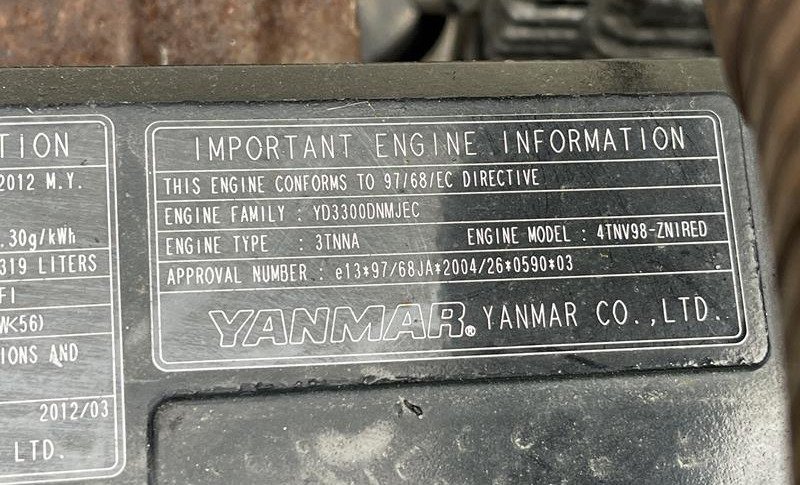 TION
2012 M.Y.
.30g/kWh
319 LITERS
FI
WK56)
IONS AND
2012/03
LTD.
IMPORTANT ENGINE INFORMATION
THIS ENGINE CONFORMS TO 97/68/EC DIRECTIVE
ENGINE FAMILY : YD3300DNMJEC
ENGINE TYPE : 3TNNA ENGINE MODEL : 4TNV98-ZN1RED
APPROVAL NUMBER : e13*97/68JA*2004/26*0590*03
YANMAR® YANMAR CO.,LTD.